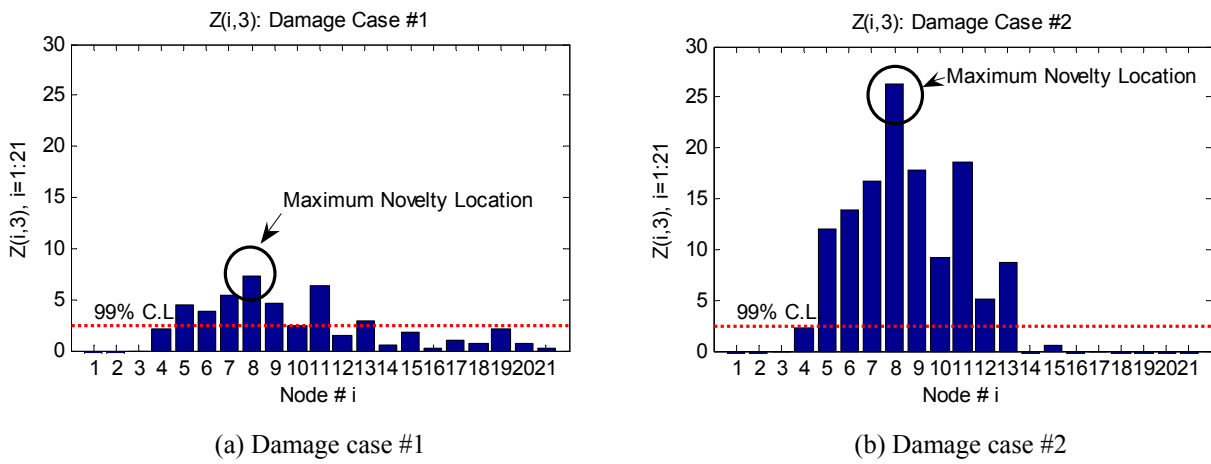 Z(i,3): Damage Case #1
30
25
20
15
10
5
0
Z(i,3), i=1:21
Maximum Novelty Location
99% C.L
1 2 3 4 5 6 7 8 9 10 11 12 13 14 15 16 17 18 19 20 21
Node # i
(a) Damage case #1
Z(i,3): Damage Case #2
30
25
20
15
10
5
0
Z(i,3), i=1:21
Maximum Novelty Location
99% C.L
1 2 3 4 5 6 7 8 9 10 11 12 13 14 15 16 17 18 19 20 21
Node # i
(b) Damage case #2